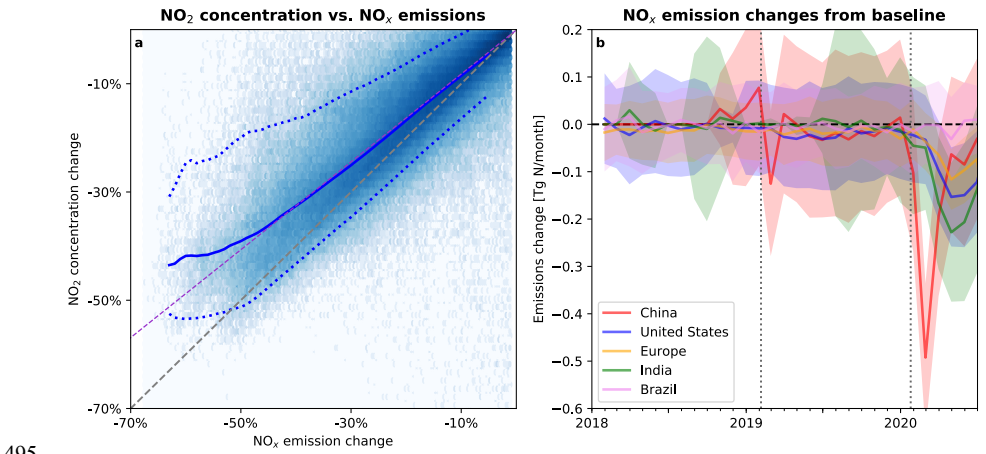 NO₂ concentration vs. NOₓ emissions
a
-10%
-30%
-50%
-70%
NO₂ concentration change
-70%
-50%
-30%
-10%
NOₓ emission change
NOₓ emission changes from baseline
b
0.2
0.1
0.0
-0.1
-0.2
-0.3
-0.4
-0.5
-0.6
Emissions change [Tg N/month]
China
United States
Europe
India
Brazil
2018
2019
2020
495